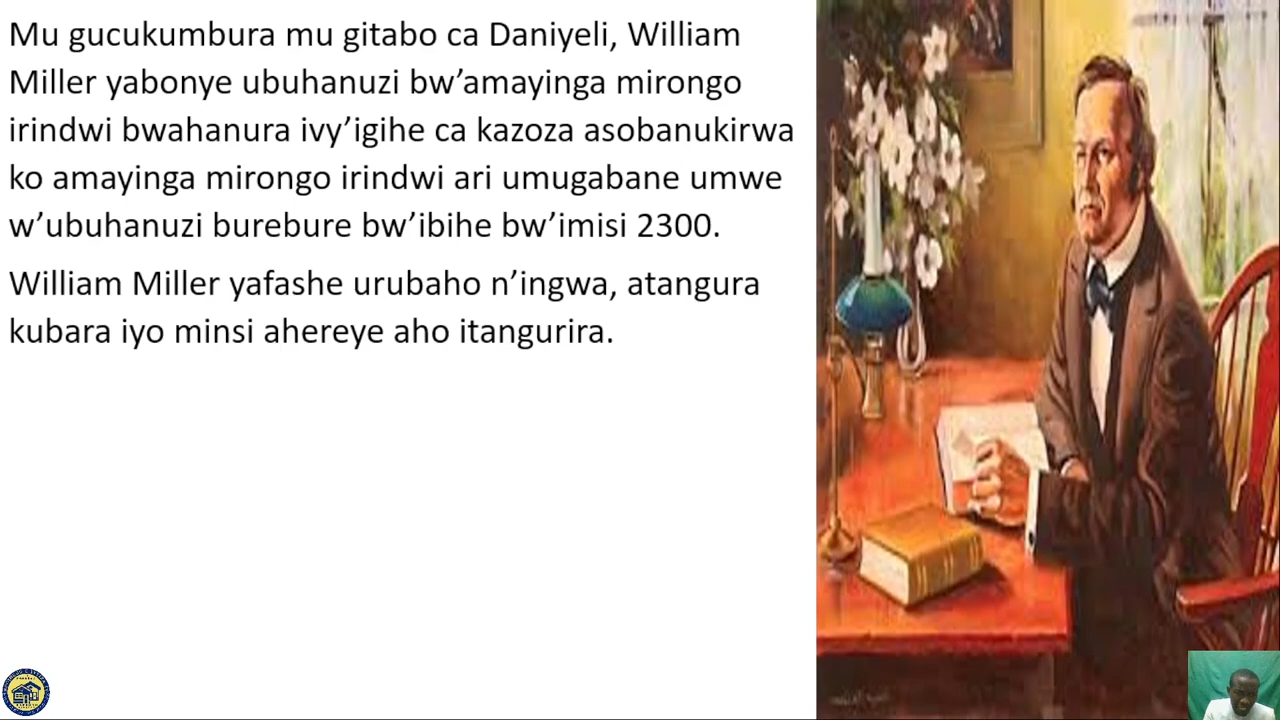 Mu gucukumbura mu gitabo ca Daniyeli, William
Miller yabonye ubuhanuzi bw’amayinga mirongo
irindwi bwahanura ivy’igihe ca kazoza asobanukirwa
ko amayinga mirongo irindwi ari umugabane umwe
w’ubuhanuzi burebure bw’ibihe bw’imisi 2300.
William Miller yafashe urubaho n’ingwa, atangura
kubara iyo minsi ahereye aho itangurira.